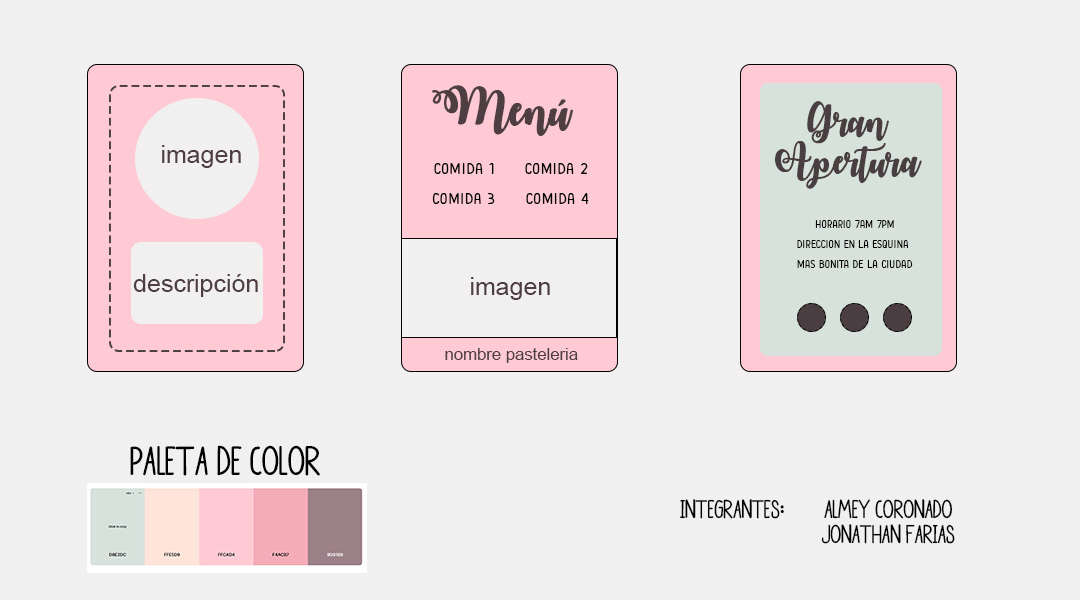 imagen
descripción
Menú
COMIDA 1 COMIDA 2
COMIDA 3 COMIDA 4
imagen
nombre pasteleria
Gran
Apertura
HORARIO 7AM 7PM
DIRECCION EN LA ESQUINA
MAS BONITA DE LA CIUDAD
PALETA DE COLOR
D8E2DC FFE5D9 FFCAD4 F4ACB7 9D8189
INTEGRANTES: ALMEY CORONADO
JONATHAN FARIAS